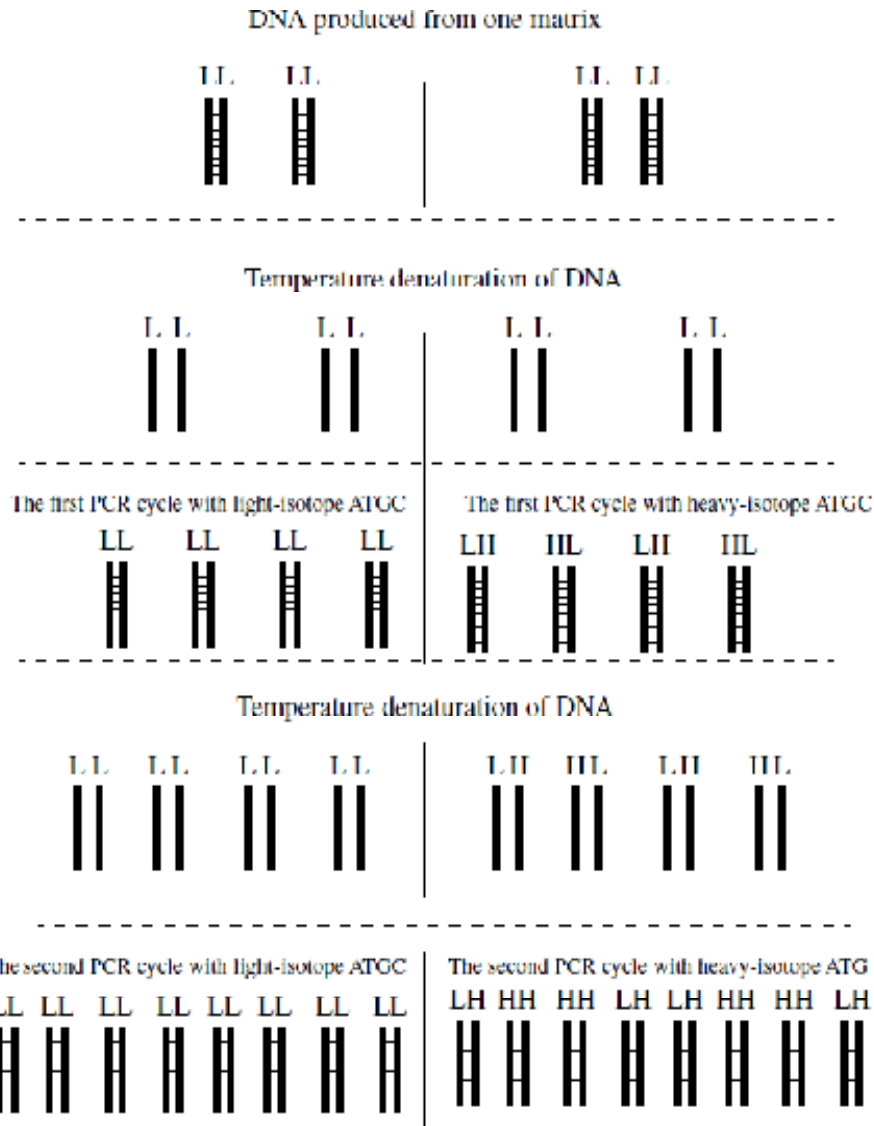 DNA produced from one matrix
LL LL LL LL
Temperature denaturation of DNA
L L L L L L L L
The first PCR cycle with light-isotope ATGC
The first PCR cycle with heavy-isotope ATGC
LL LL LL LL
LH HL LH HL
Temperature denaturation of DNA
L L L L L L L L
L H H L L H H L
he second PCR cycle with light-isotope ATGC
The second PCR cycle with heavy-isotope ATG
LL LL LL LL LL LL LL LL
LH HH HH LH LH HH HH LH